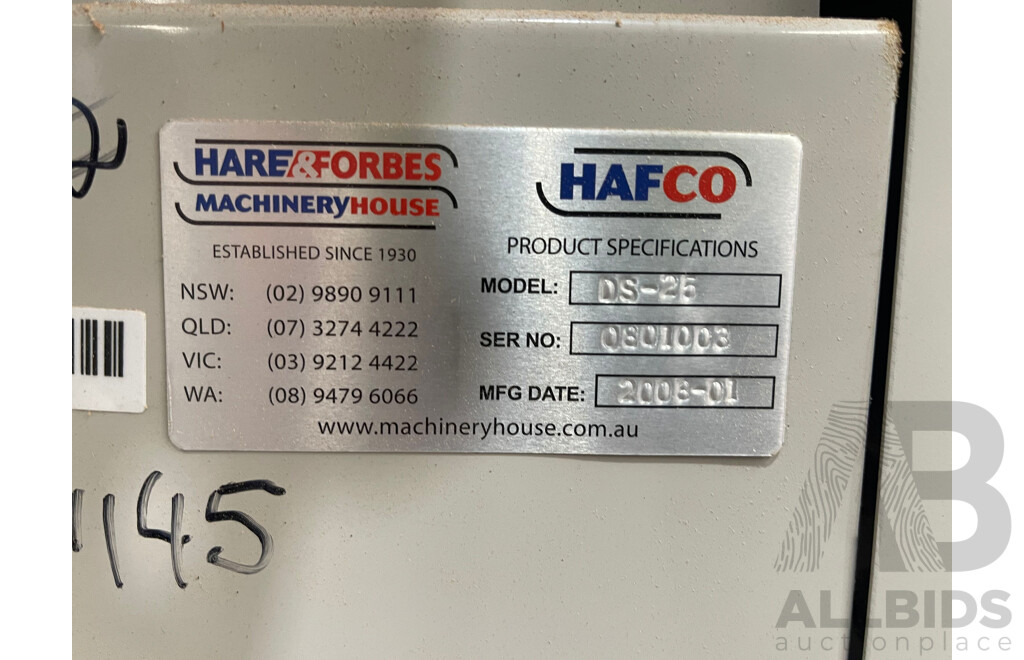 HARE&FORBES
MACHINERYHOUSE
ESTABLISHED SINCE 1930
NSW: (02) 9890 9111
QLD: (07) 3274 4222
VIC: (03) 9212 4422
WA: (08) 9479 6066
HAFCO
PRODUCT SPECIFICATIONS
MODEL: DS-25
SER NO: 0801003
MFG DATE: 2008-01
www.machineryhouse.com.au
145
AB
ALLBIDS
auctionplace